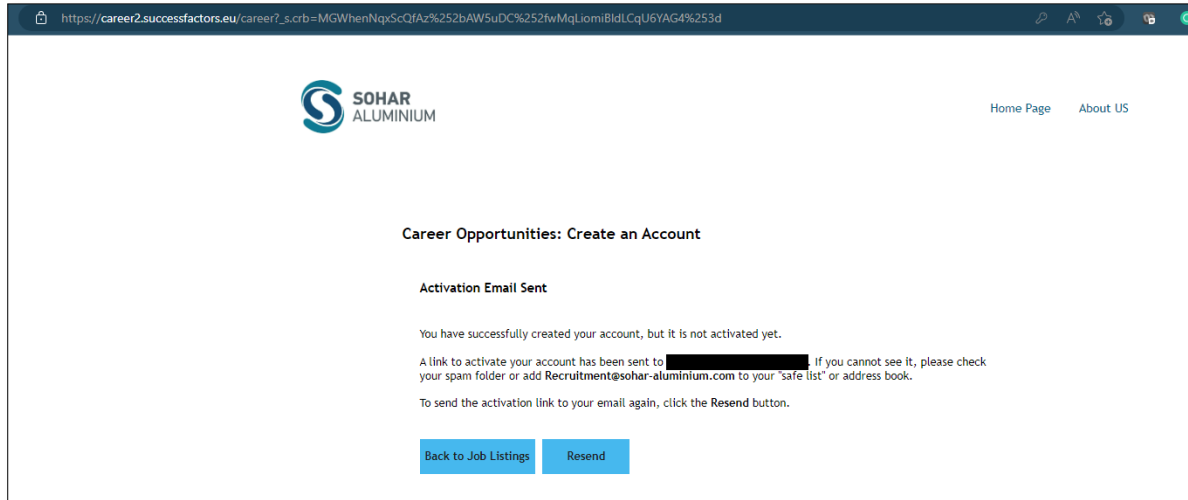 https://career2.successfactors.eu/career?_s.crb=MGWhenNqxScQfAz%252bAW5uDC%252fwMqLiomiBldLCqU6YAG4%253d
SOHAR
ALUMINIUM
Home Page About US
Career Opportunities: Create an Account
Activation Email Sent
You have successfully created your account, but it is not activated yet.
A link to activate your account has been sent to . If you cannot see it, please check
your spam folder or add Recruitment@sohar-aluminium.com to your "safe list" or address book.
To send the activation link to your email again, click the Resend button.
Back to Job Listings Resend